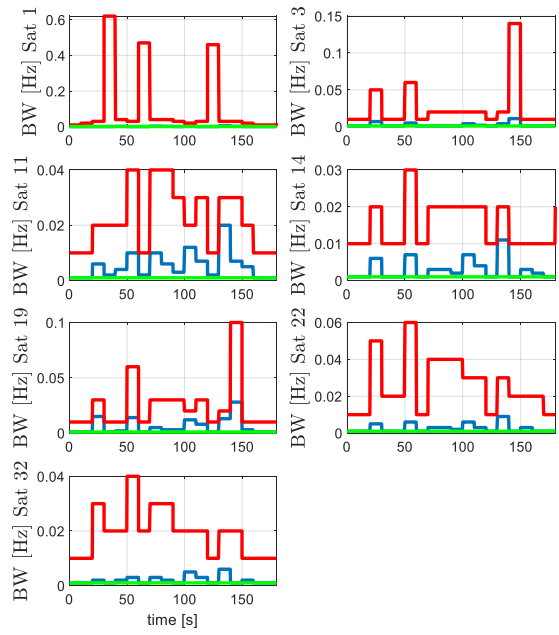 BW [Hz] Sat 1
0.6
0.4
0.2
0
0 50 100 150
BW [Hz] Sat 3
0.15
0.1
0.05
0
0 50 100 150
BW [Hz] Sat 11
0.04
0.02
0
0 50 100 150
BW [Hz] Sat 14
0.03
0.02
0.01
0
0 50 100 150
BW [Hz] Sat 19
0.1
0.05
0
0 50 100 150
BW [Hz] Sat 22
0.06
0.04
0.02
0
0 50 100 150
BW [Hz] Sat 32
0.04
0.02
0
0 50 100 150
time [s]